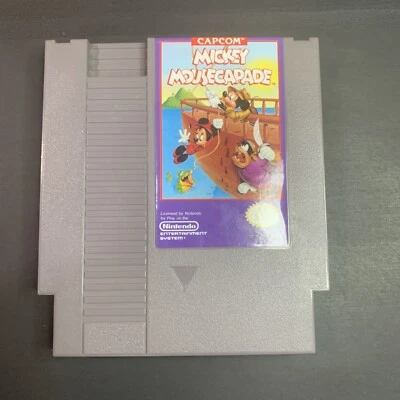 CAPCOM
MICKEY
MOUSECAPADE
Licensed by Nintendo
for Play on the
Nintendo
ENTERTAINMENT
SYSTEM